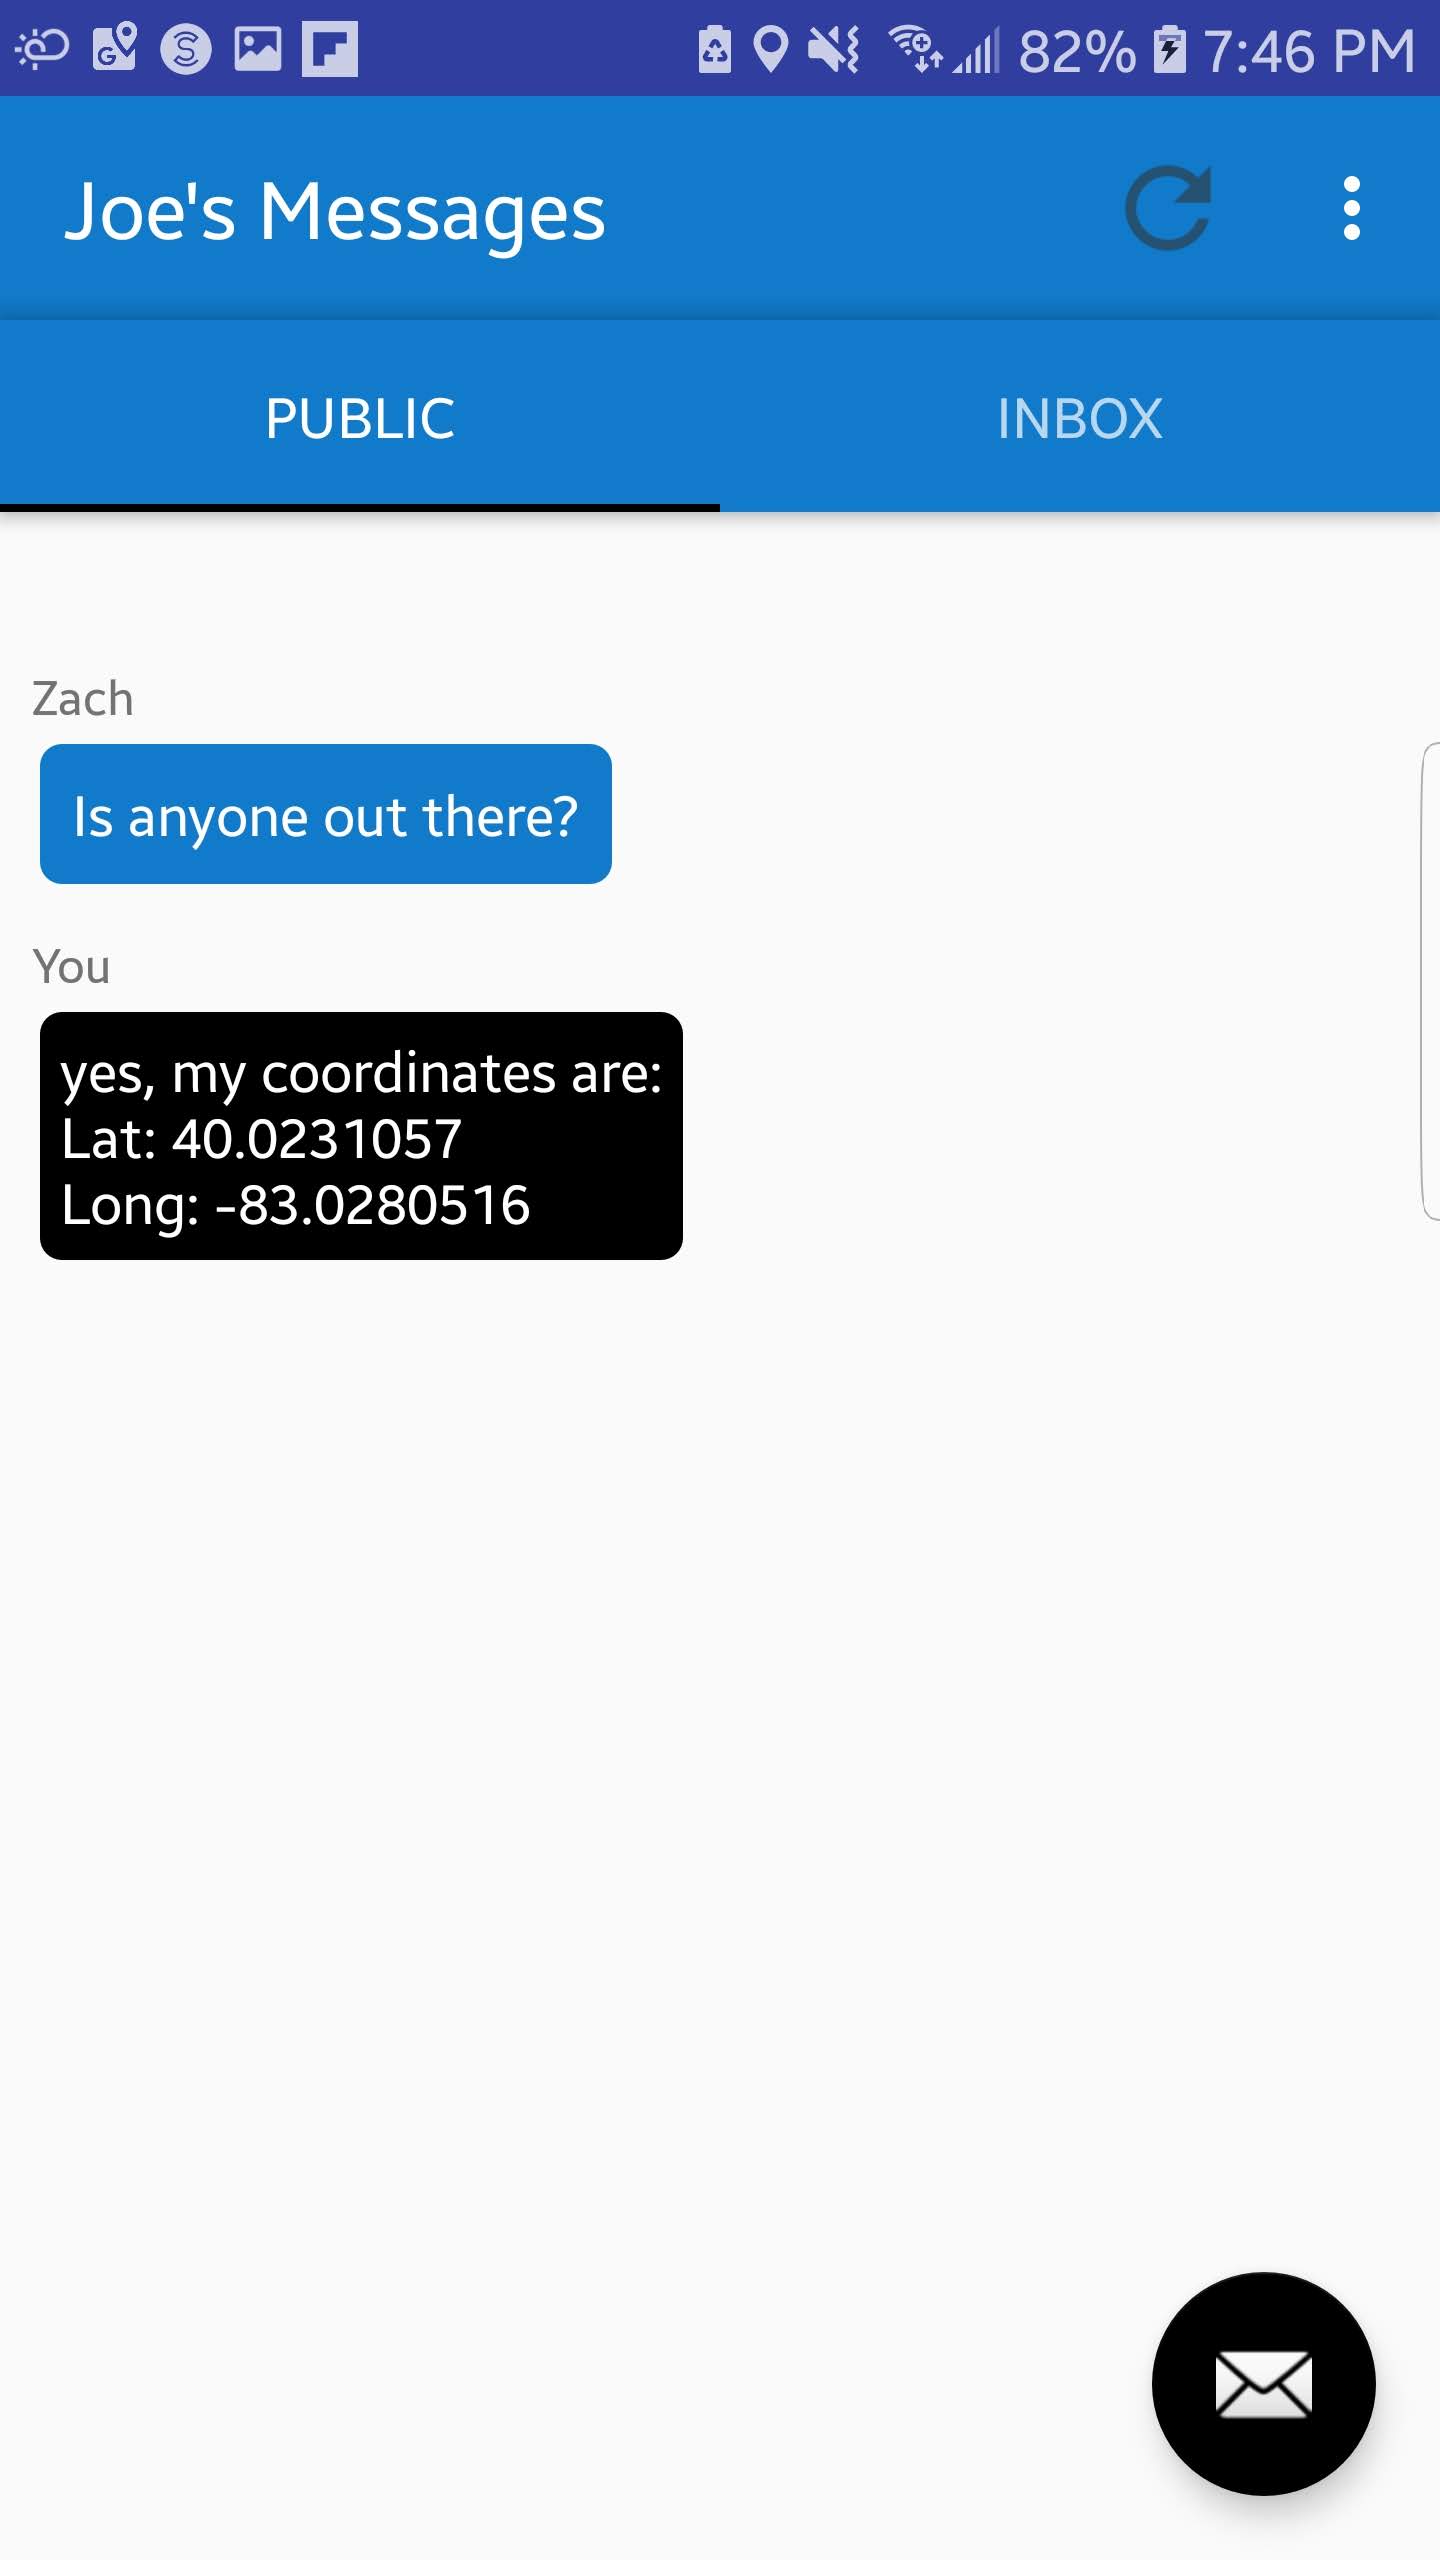 82% 7:46 PM
Joe's Messages
PUBLIC INBOX
Zach
Is anyone out there?
You
yes, my coordinates are:
Lat: 40.0231057
Long: -83.0280516